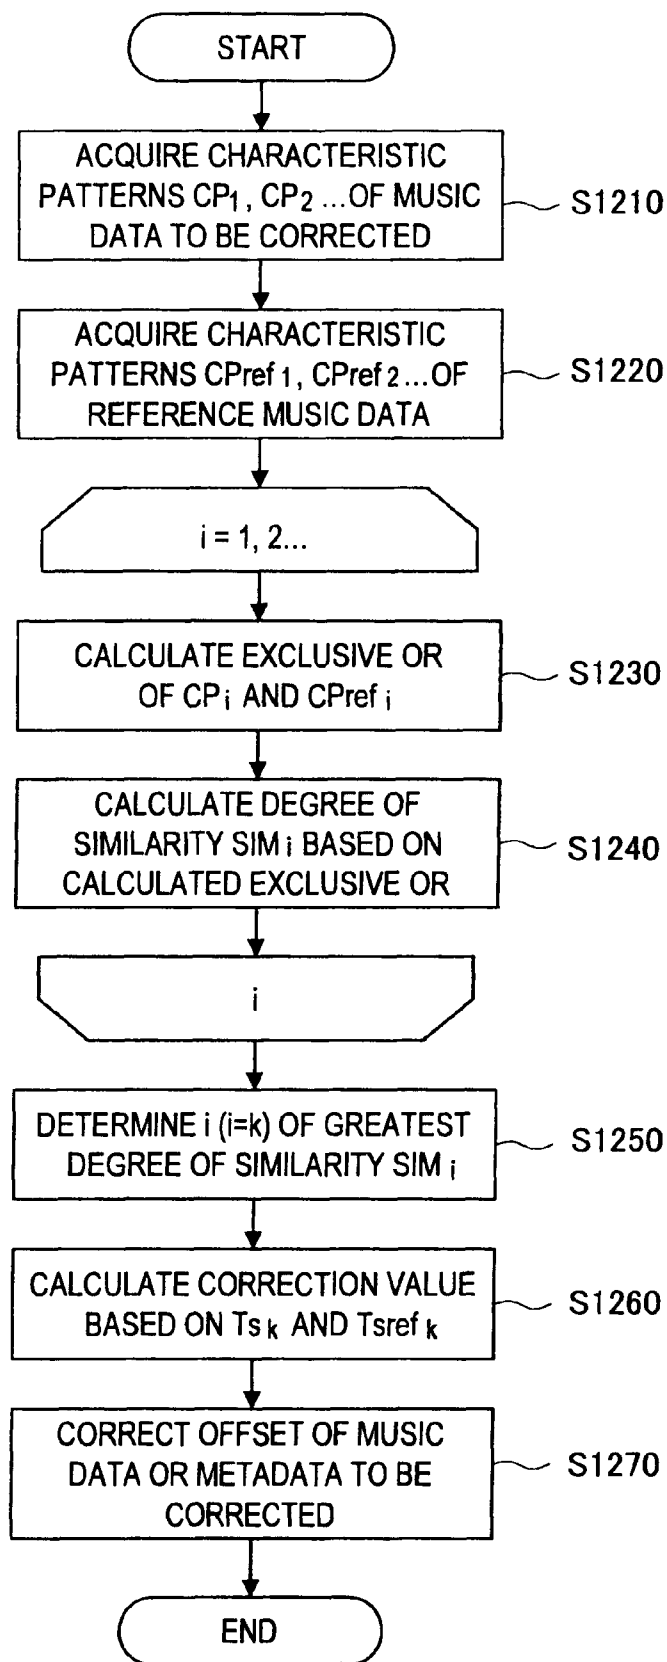 START
ACQUIRE CHARACTERISTIC
PATTERNS CP1, CP2 ...OF MUSIC
DATA TO BE CORRECTED
S1210
ACQUIRE CHARACTERISTIC
PATTERNS CPref 1, CPref 2...OF
REFERENCE MUSIC DATA
S1220
i = 1, 2...
CALCULATE EXCLUSIVE OR
OF CP i AND CPref i
S1230
CALCULATE DEGREE OF
SIMILARITY SIM i BASED ON
CALCULATED EXCLUSIVE OR
S1240
i
DETERMINE i (i=k) OF GREATEST
DEGREE OF SIMILARITY SIM i
S1250
CALCULATE CORRECTION VALUE
BASED ON Ts k AND Tsref k
S1260
CORRECT OFFSET OF MUSIC
DATA OR METADATA TO BE
CORRECTED
S1270
END